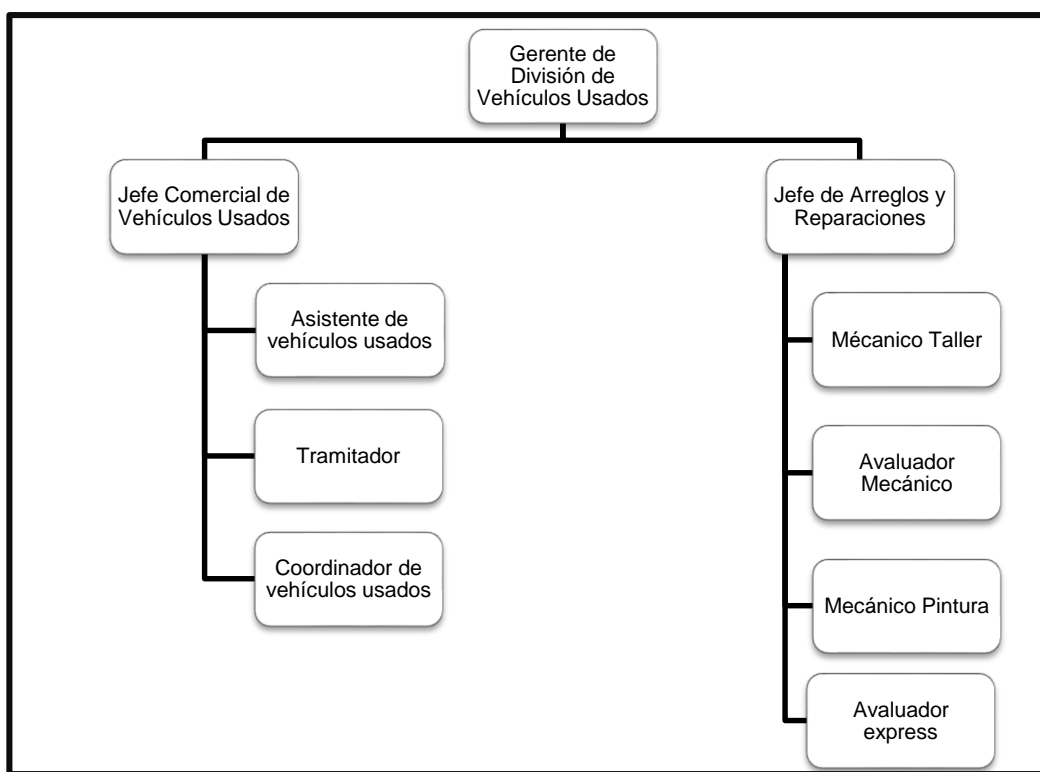 Gerente de
División de
Vehículos Usados
Jefe Comercial de
Vehículos Usados
Jefe de Arreglos y
Reparaciones
Asistente de
vehículos usados
Tramitador
Coordinador de
vehículos usados
Mécanico Taller
Avaluador
Mecánico
Mecánico Pintura
Avaluador
express